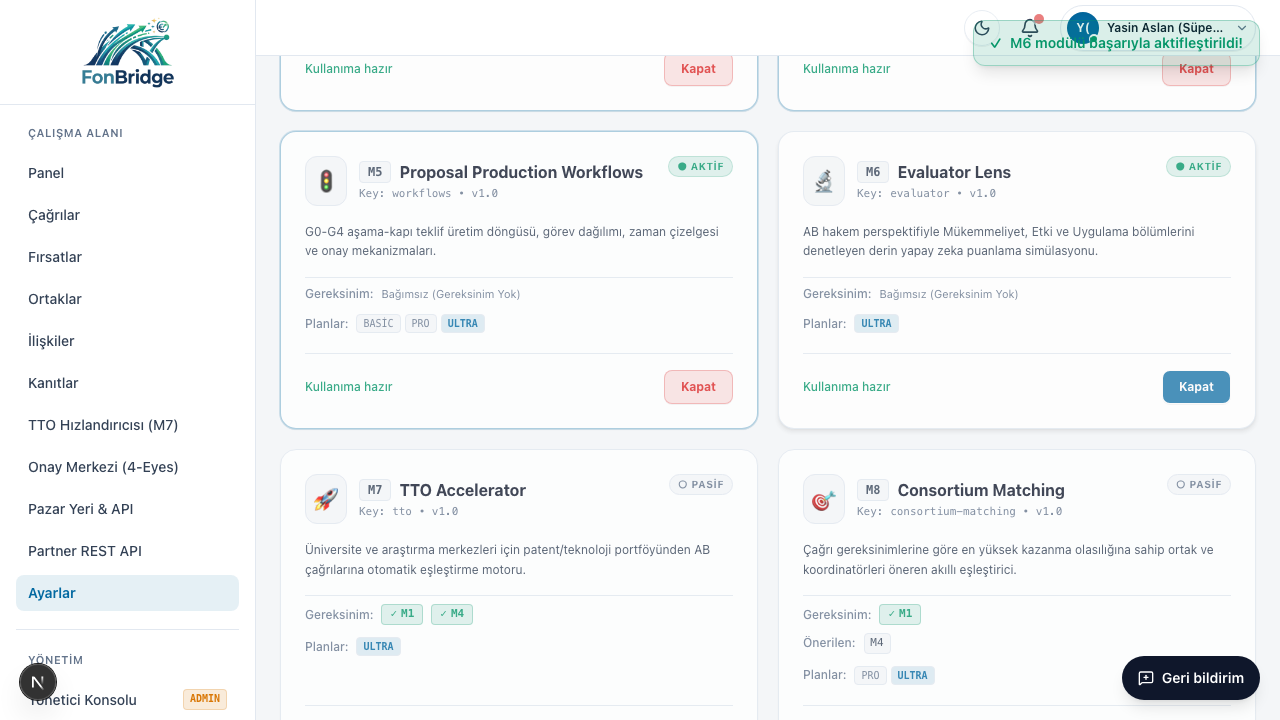 FonBridge
ÇALIŞMA ALANI
Panel
Çağrılar
Fırsatlar
Ortaklar
İlişkiler
Kanıtlar
TTO Hızlandırıcısı (M7)
Onay Merkezi (4-Eyes)
Pazar Yeri & API
Partner REST API
Ayarlar
YÖNETİM
Yönetici Konsolu ADMIN
N
Y( Yasin Aslan (Süpe...
✓ M6 modülü başarıyla aktifleştirildi!
Kullanıma hazır Kapat
Kullanıma hazır Kapat
M5 Proposal Production Workflows AKTİF
Key: workflows • v1.0
G0-G4 aşama-kapı teklif üretim döngüsü, görev dağılımı, zaman çizelgesi
ve onay mekanizmaları.
Gereksinim: Bağımsız (Gereksinim Yok)
Planlar: BASİC PRO ULTRA
Kullanıma hazır Kapat
M6 Evaluator Lens AKTİF
Key: evaluator • v1.0
AB hakem perspektifiyle Mükemmeliyet, Etki ve Uygulama bölümlerini
denetleyen derin yapay zeka puanlama simülasyonu.
Gereksinim: Bağımsız (Gereksinim Yok)
Planlar: ULTRA
Kullanıma hazır Kapat
M7 TTO Accelerator PASİF
Key: tto • v1.0
Üniversite ve araştırma merkezleri için patent/teknoloji portföyünden AB
çağrılarına otomatik eşleştirme motoru.
Gereksinim: ✓ M1 ✓ M4
Planlar: ULTRA
M8 Consortium Matching PASİF
Key: consortium-matching • v1.0
Çağrı gereksinimlerine göre en yüksek kazanma olasılığına sahip ortak ve
koordinatörleri öneren akıllı eşleştirici.
Gereksinim: ✓ M1
Önerilen: M4
Planlar: PRO ULTRA
Geri bildirim